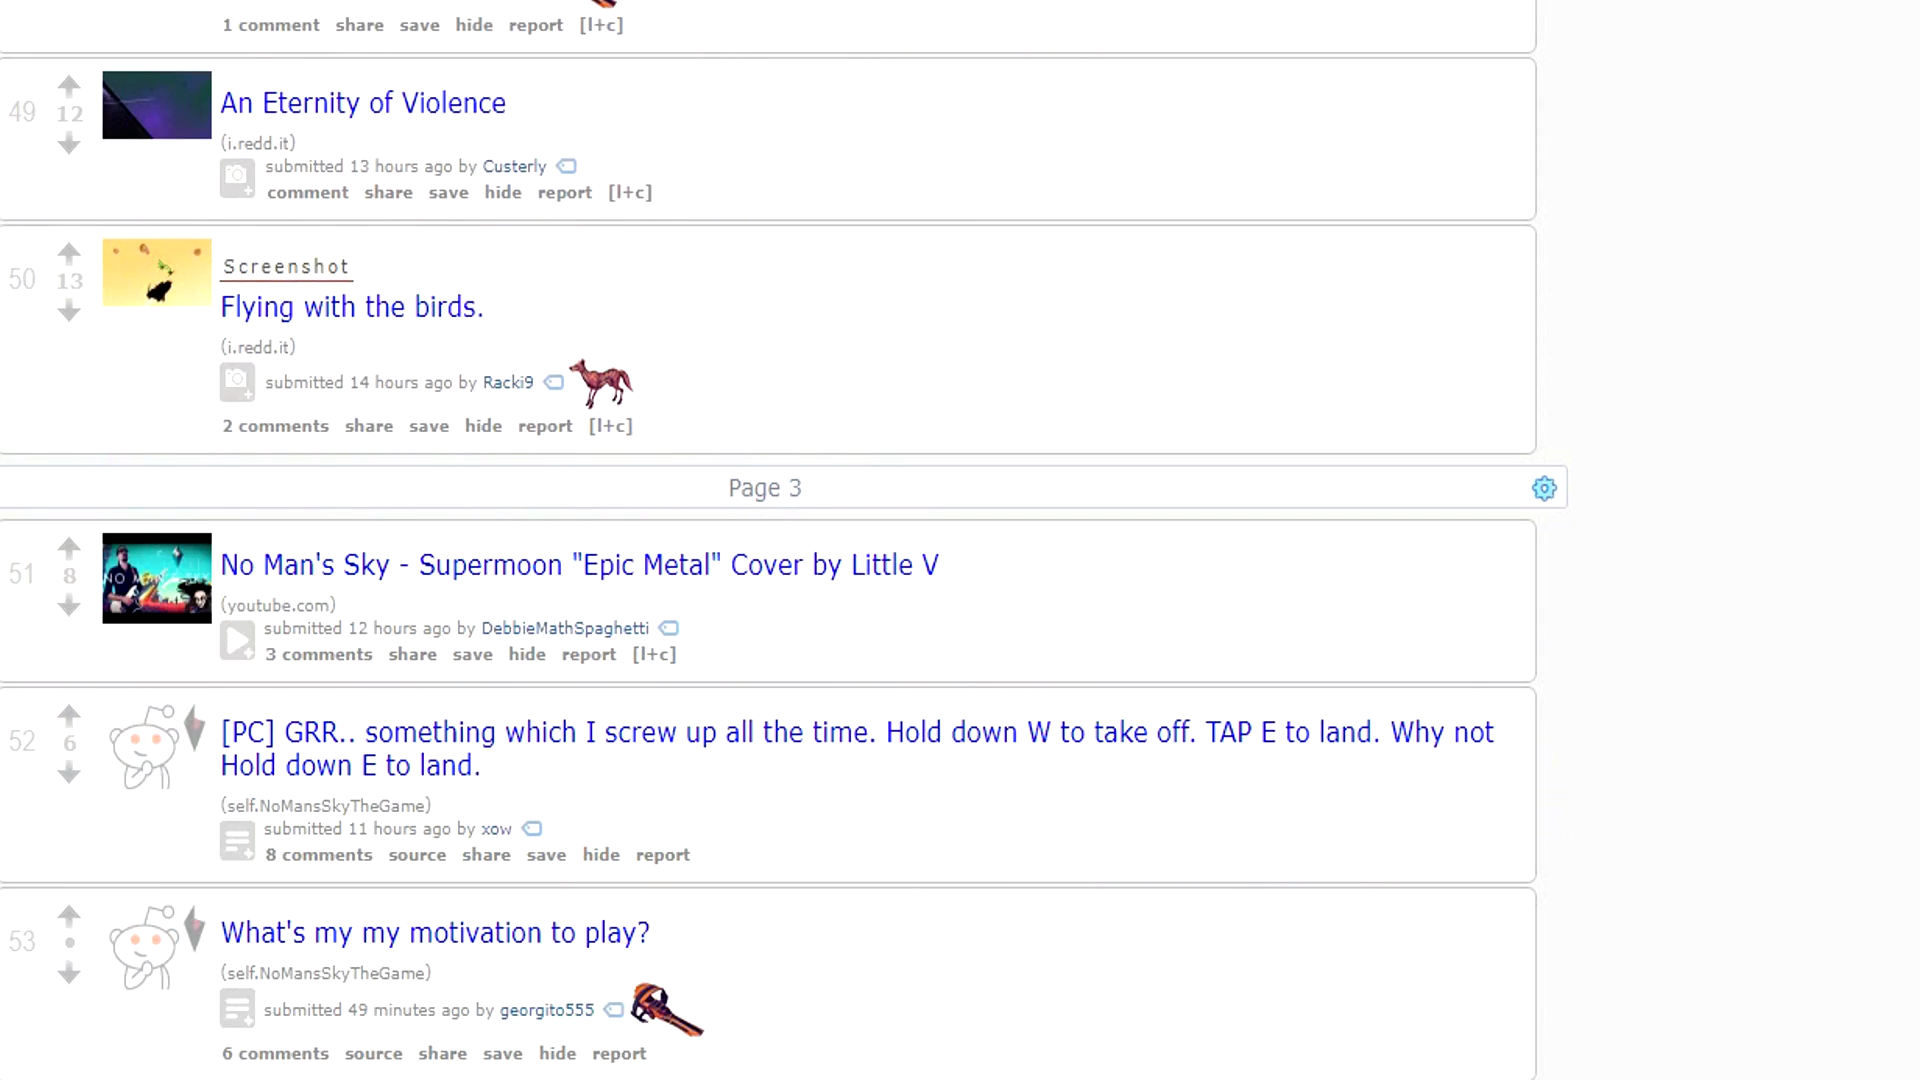 1 comment share save hide report [l+c]
49
12
An Eternity of Violence
(i.redd.it)
submitted 13 hours ago by Custerly
comment share save hide report [l+c]
50
13
Screenshot
Flying with the birds.
(i.redd.it)
submitted 14 hours ago by Racki9
2 comments share save hide report [l+c]
Page 3
51
8
No Man's Sky - Supermoon "Epic Metal" Cover by Little V
(youtube.com)
submitted 12 hours ago by DebbieMathSpaghetti
3 comments share save hide report [l+c]
52
6
[PC] GRR.. something which I screw up all the time. Hold down W to take off. TAP E to land. Why not
Hold down E to land.
(self.NoMansSkyTheGame)
submitted 11 hours ago by xow
8 comments source share save hide report
53
•
What's my my motivation to play?
(self.NoMansSkyTheGame)
submitted 49 minutes ago by georgito555
6 comments source share save hide report